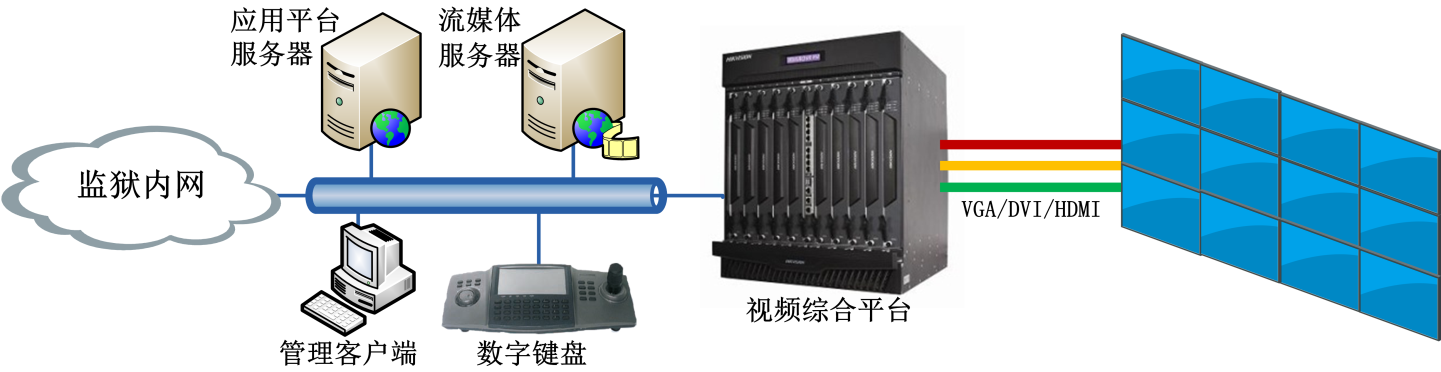 应用平台
服务器
流媒体
服务器
HIKVISION
监狱内网
VGA/DVI/HDMI
视频综合平台
管理客户端
数字键盘